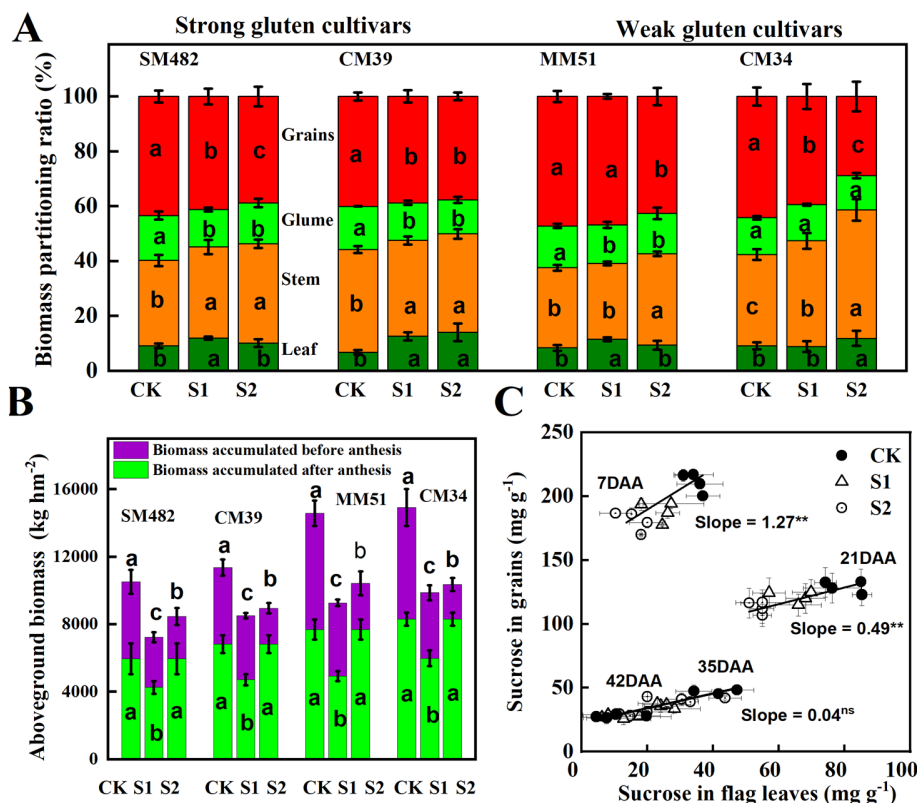 A
Strong gluten cultivars
Weak gluten cultivars
SM482
CM39
MM51
CM34
Biomass partitioning ratio (%)
100
80
60
40
20
0
Grains
Glume
Stem
Leaf
a b c a b b a a b a b c
a b b a b b a b b a a a
b a a b a a b b a c b a
b a b b a a b a b b b a
CK S1 S2 CK S1 S2 CK S1 S2 CK S1 S2
B
Biomass accumulated before anthesis
Biomass accumulated after anthesis
Aboveground biomass (kg hm⁻²)
16000
12000
8000
4000
0
SM482
CM39
MM51
CM34
a c b a c b a c b a c b
a b a a b a a b a a b a
CK S1 S2 CK S1 S2 CK S1 S2 CK S1 S2
C
Sucrose in grains (mg g⁻¹)
250
200
150
100
50
0
CK
S1
S2
7DAA
Slope = 1.27**
21DAA
Slope = 0.49**
42DAA
35DAA
Slope = 0.04ns
0 20 40 60 80 100
Sucrose in flag leaves (mg g⁻¹)